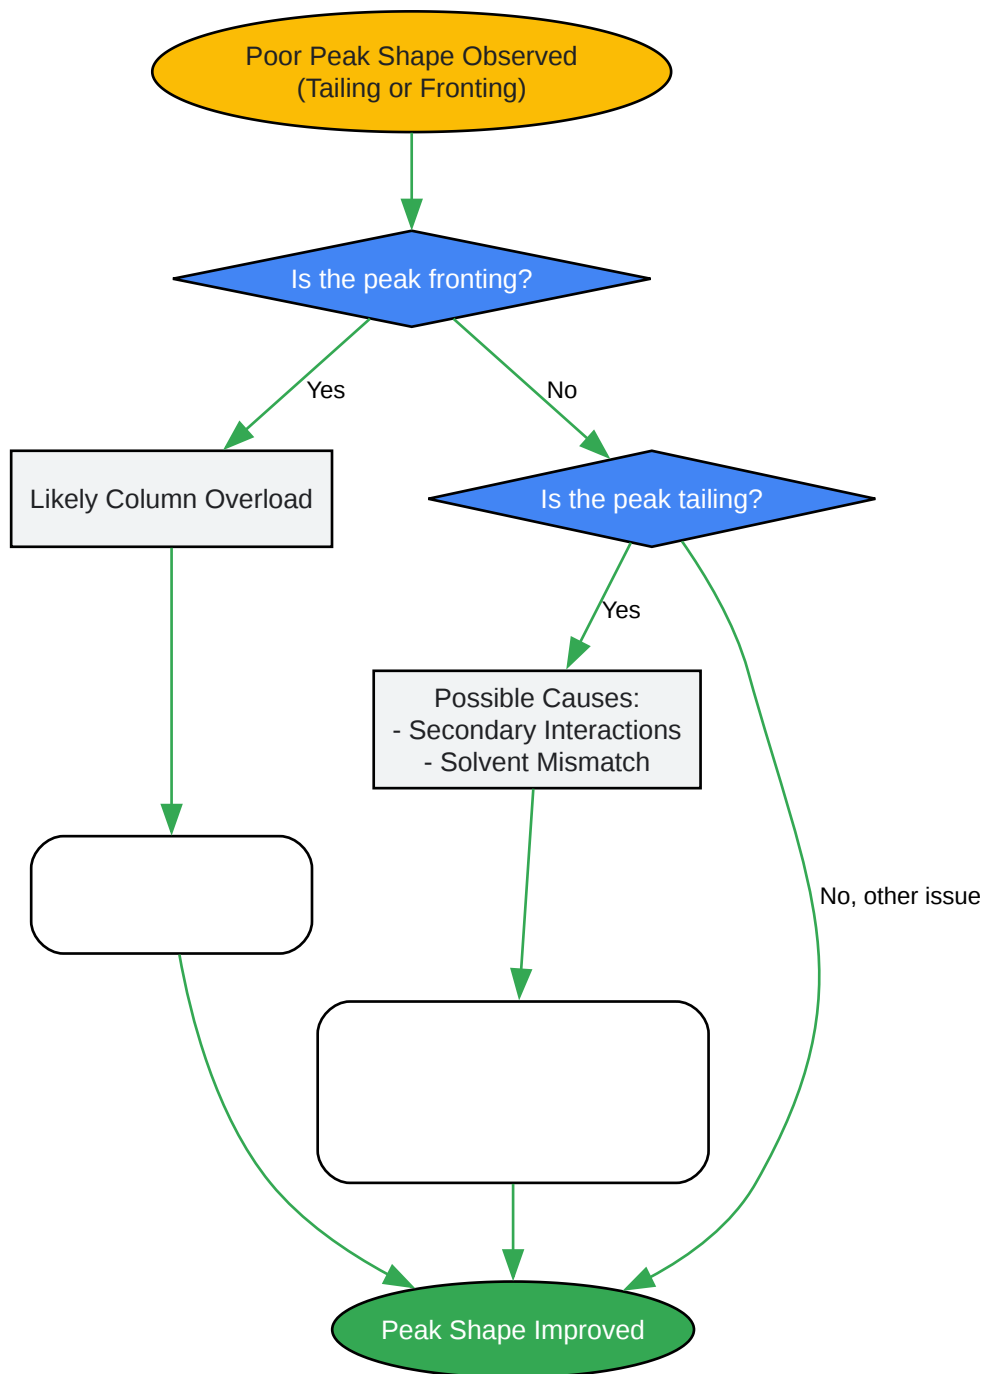 Poor Peak Shape Observed
(Tailing or Fronting)
Is the peak fronting?
Yes
No
Likely Column Overload
Is the peak tailing?
Yes
Possible Causes:
- Secondary Interactions
- Solvent Mismatch
No, other issue
Peak Shape Improved